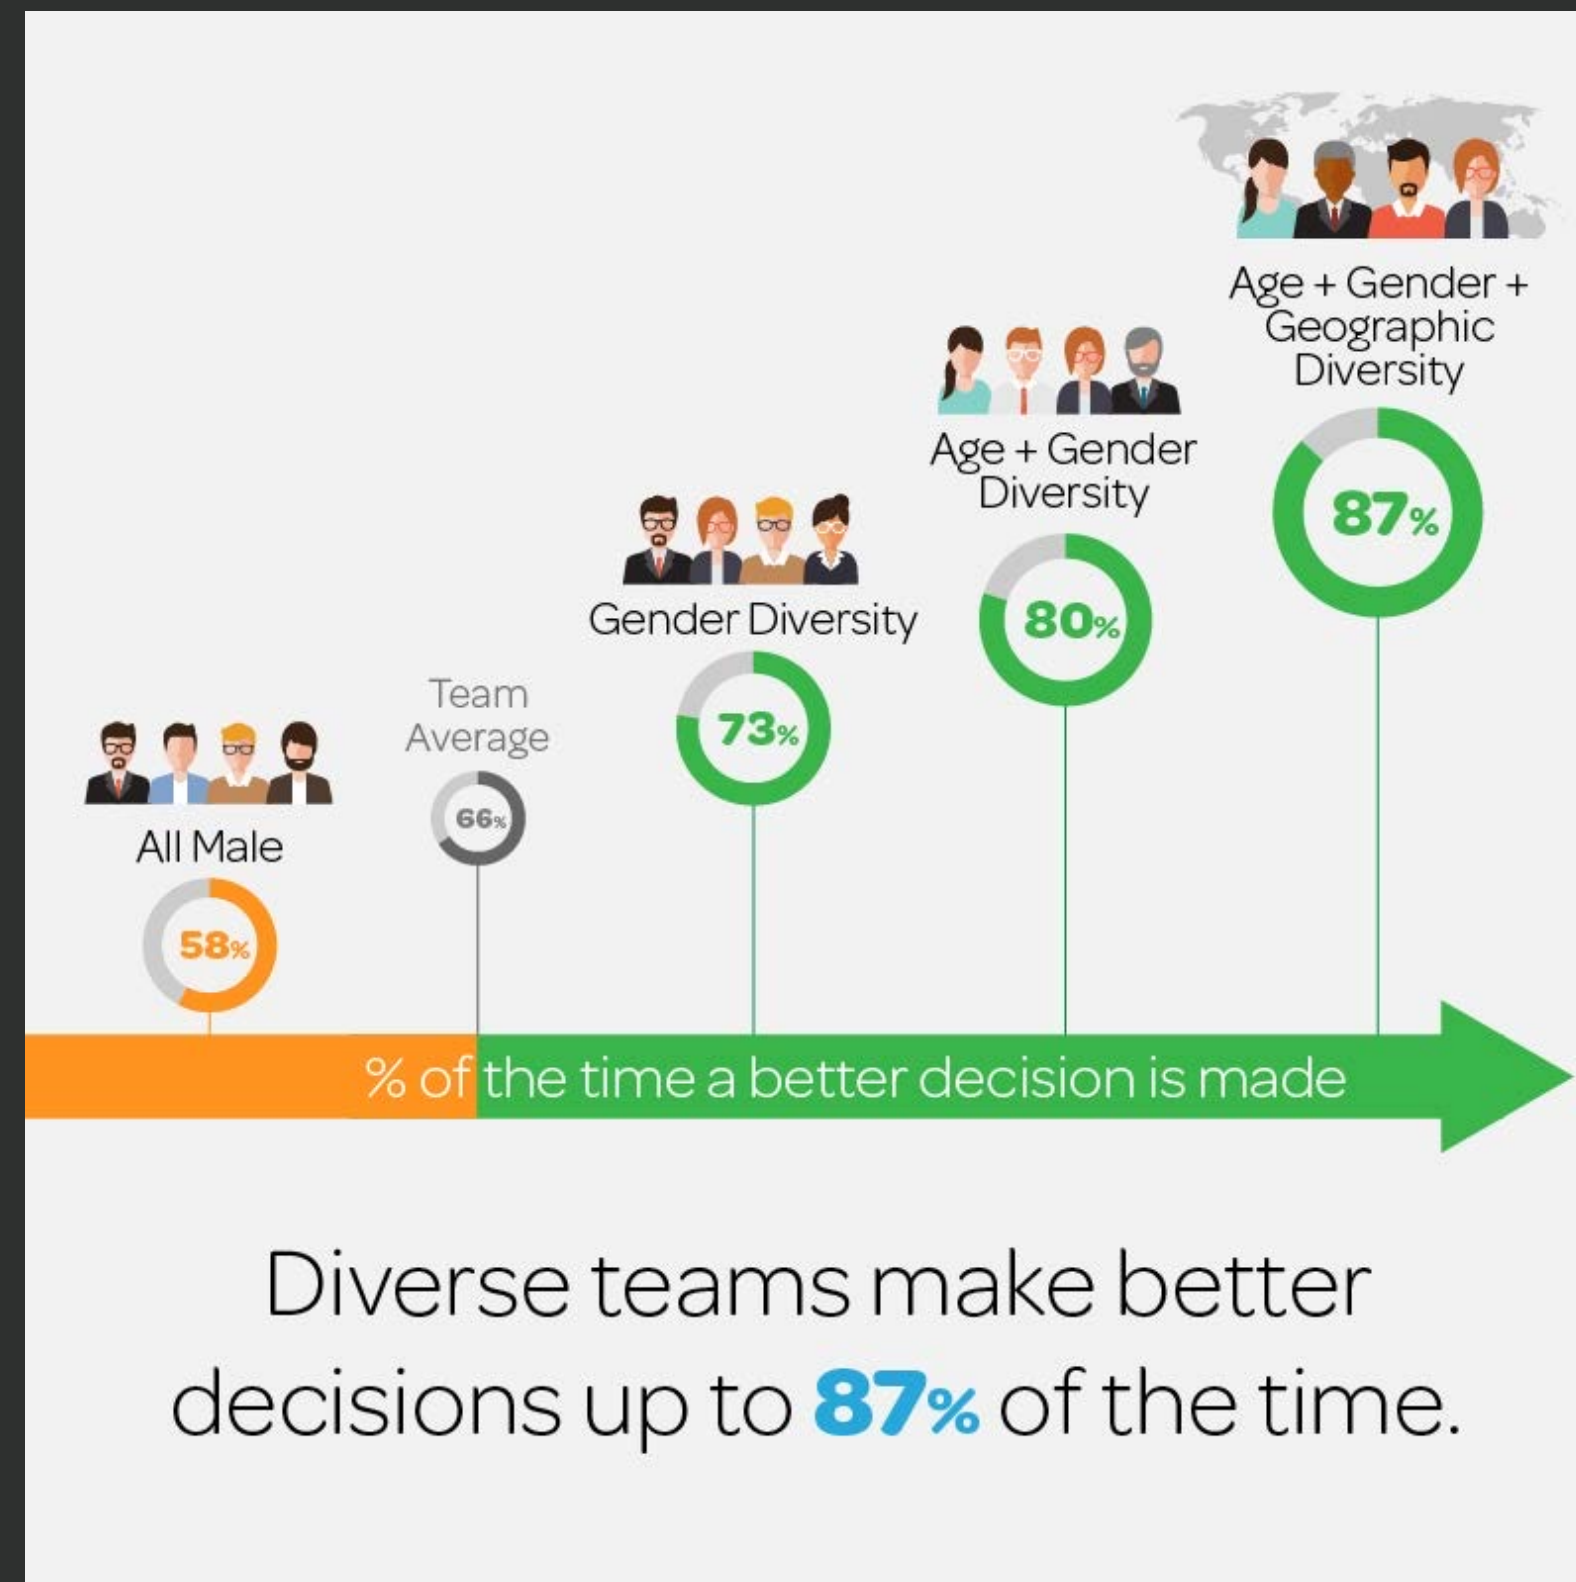 Age + Gender +
Geographic
Diversity
87%
Age + Gender
Diversity
80%
Gender Diversity
73%
Team
Average
66%
All Male
58%
% of the time a better decision is made
Diverse teams make better
decisions up to 87% of the time.